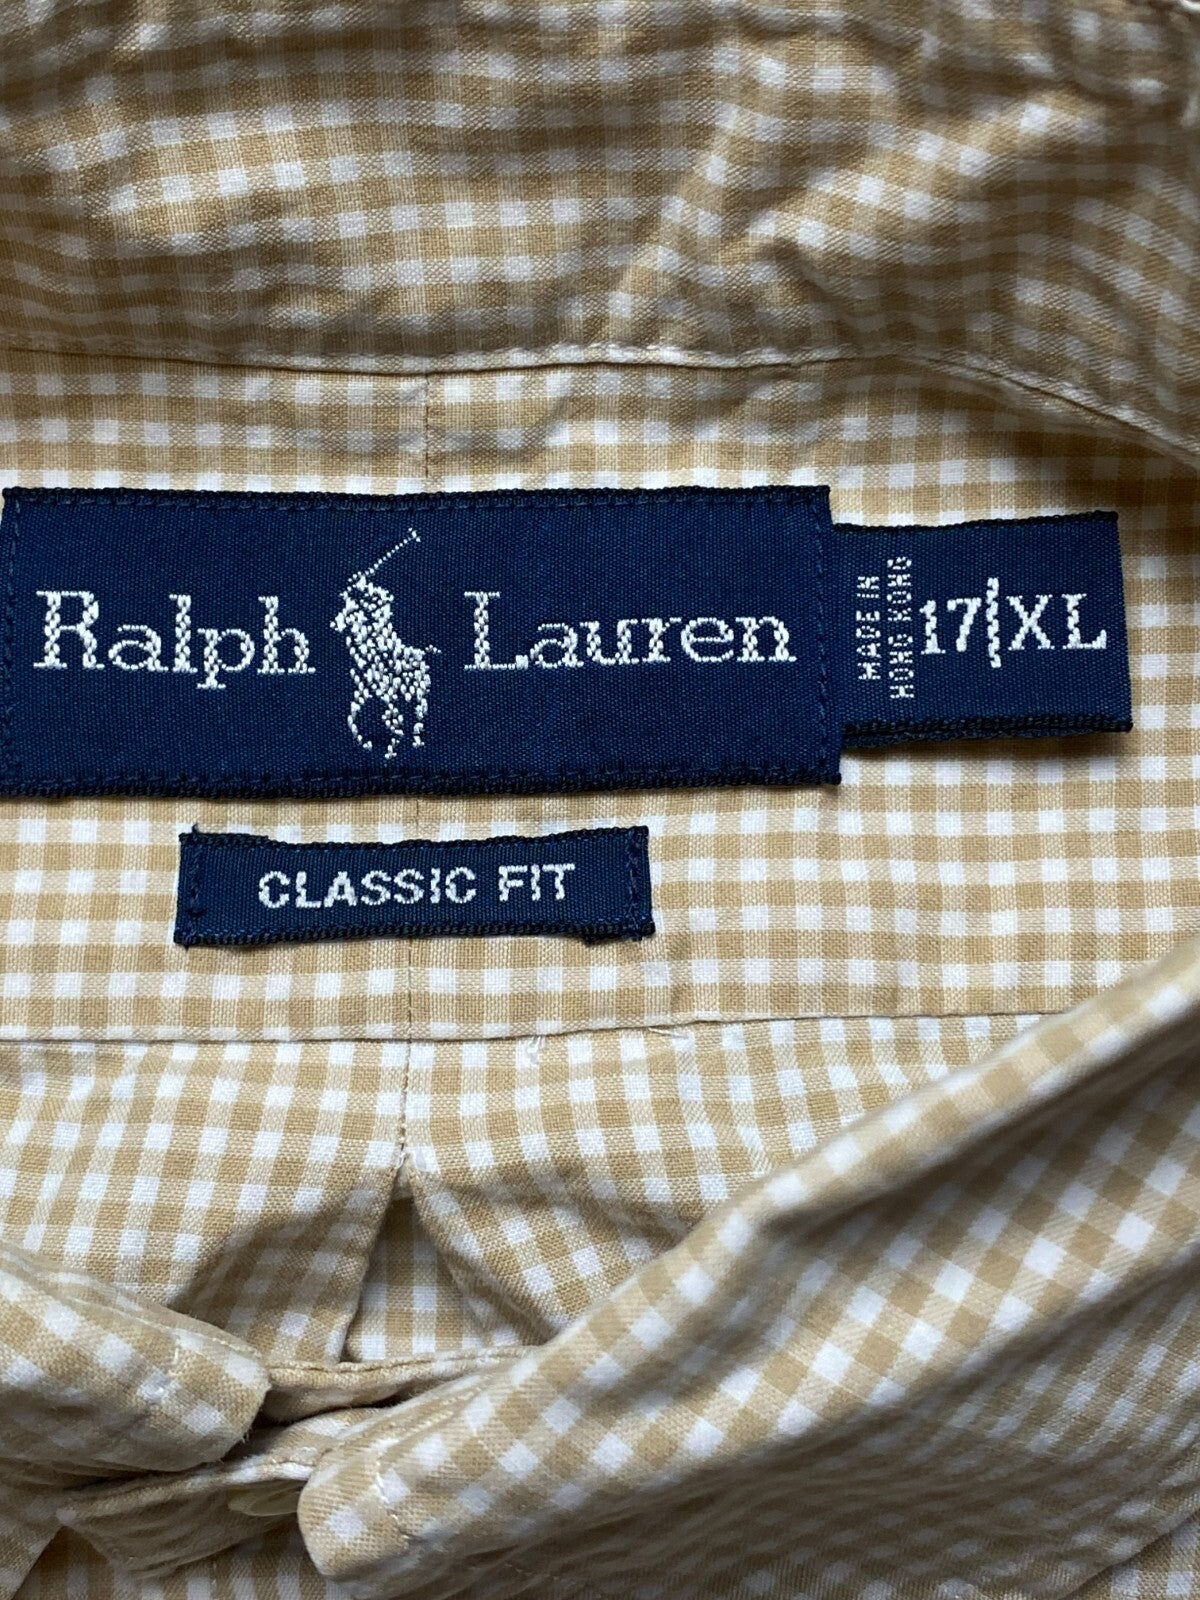 Ralph Lauren
MADE IN
HONG KONG
17|XL
CLASSIC FIT